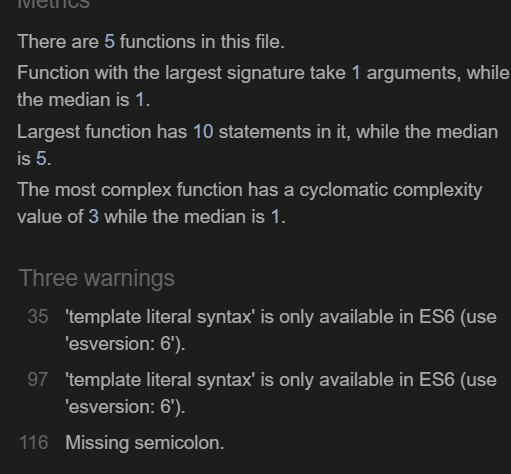 Metrics
There are 5 functions in this file.
Function with the largest signature take 1 arguments, while
the median is 1.
Largest function has 10 statements in it, while the median
is 5.
The most complex function has a cyclomatic complexity
value of 3 while the median is 1.
Three warnings
35 'template literal syntax' is only available in ES6 (use
'esversion: 6').
97 'template literal syntax' is only available in ES6 (use
'esversion: 6').
116 Missing semicolon.